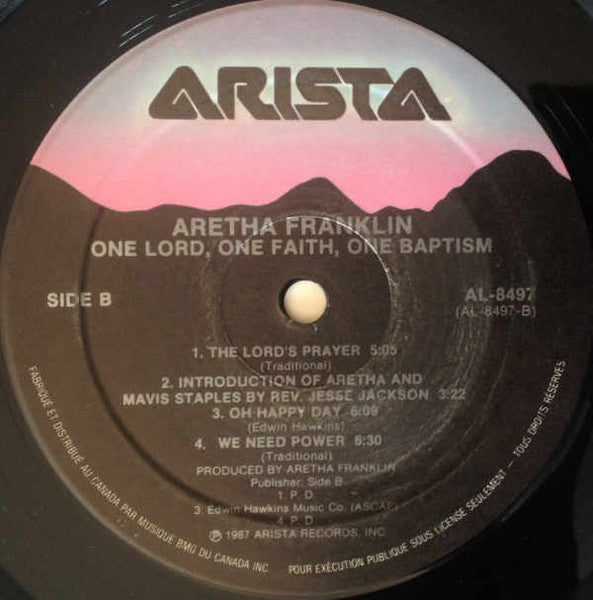 ARISTA
ARETHA FRANKLIN
ONE LORD, ONE FAITH, ONE BAPTISM
SIDE B
AL-8497
(AL-8497-B)
1. THE LORD'S PRAYER 5:05
(Traditional)
2. INTRODUCTION OF ARETHA AND
MAVIS STAPLES BY REV. JESSE JACKSON 3:22
3. OH HAPPY DAY 6:09
(Edwin Hawkins)
4. WE NEED POWER 6:30
(Traditional)
PRODUCED BY ARETHA FRANKLIN
Publisher: Side B
1. P. D
3. Edwin Hawkins Music Co. (ASCAP)
4. P. D
℗ 1987 ARISTA RECORDS, INC.
FABRIQUÉ ET DISTRIBUÉ AU CANADA PAR MUSIQUE BMG DU CANADA INC. POUR EXÉCUTION PUBLIQUE SOUS LICENSE SEULEMENT — TOUS DROITS RÉSERVÉS